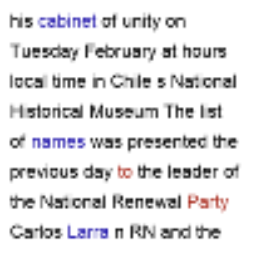 his cabinet of unity on
Tuesday February at hours
local time in Chile s National
Historical Museum The list
of names was presented the
previous day to the leader of
the National Renewal Party
Carlos Larra n RN and the